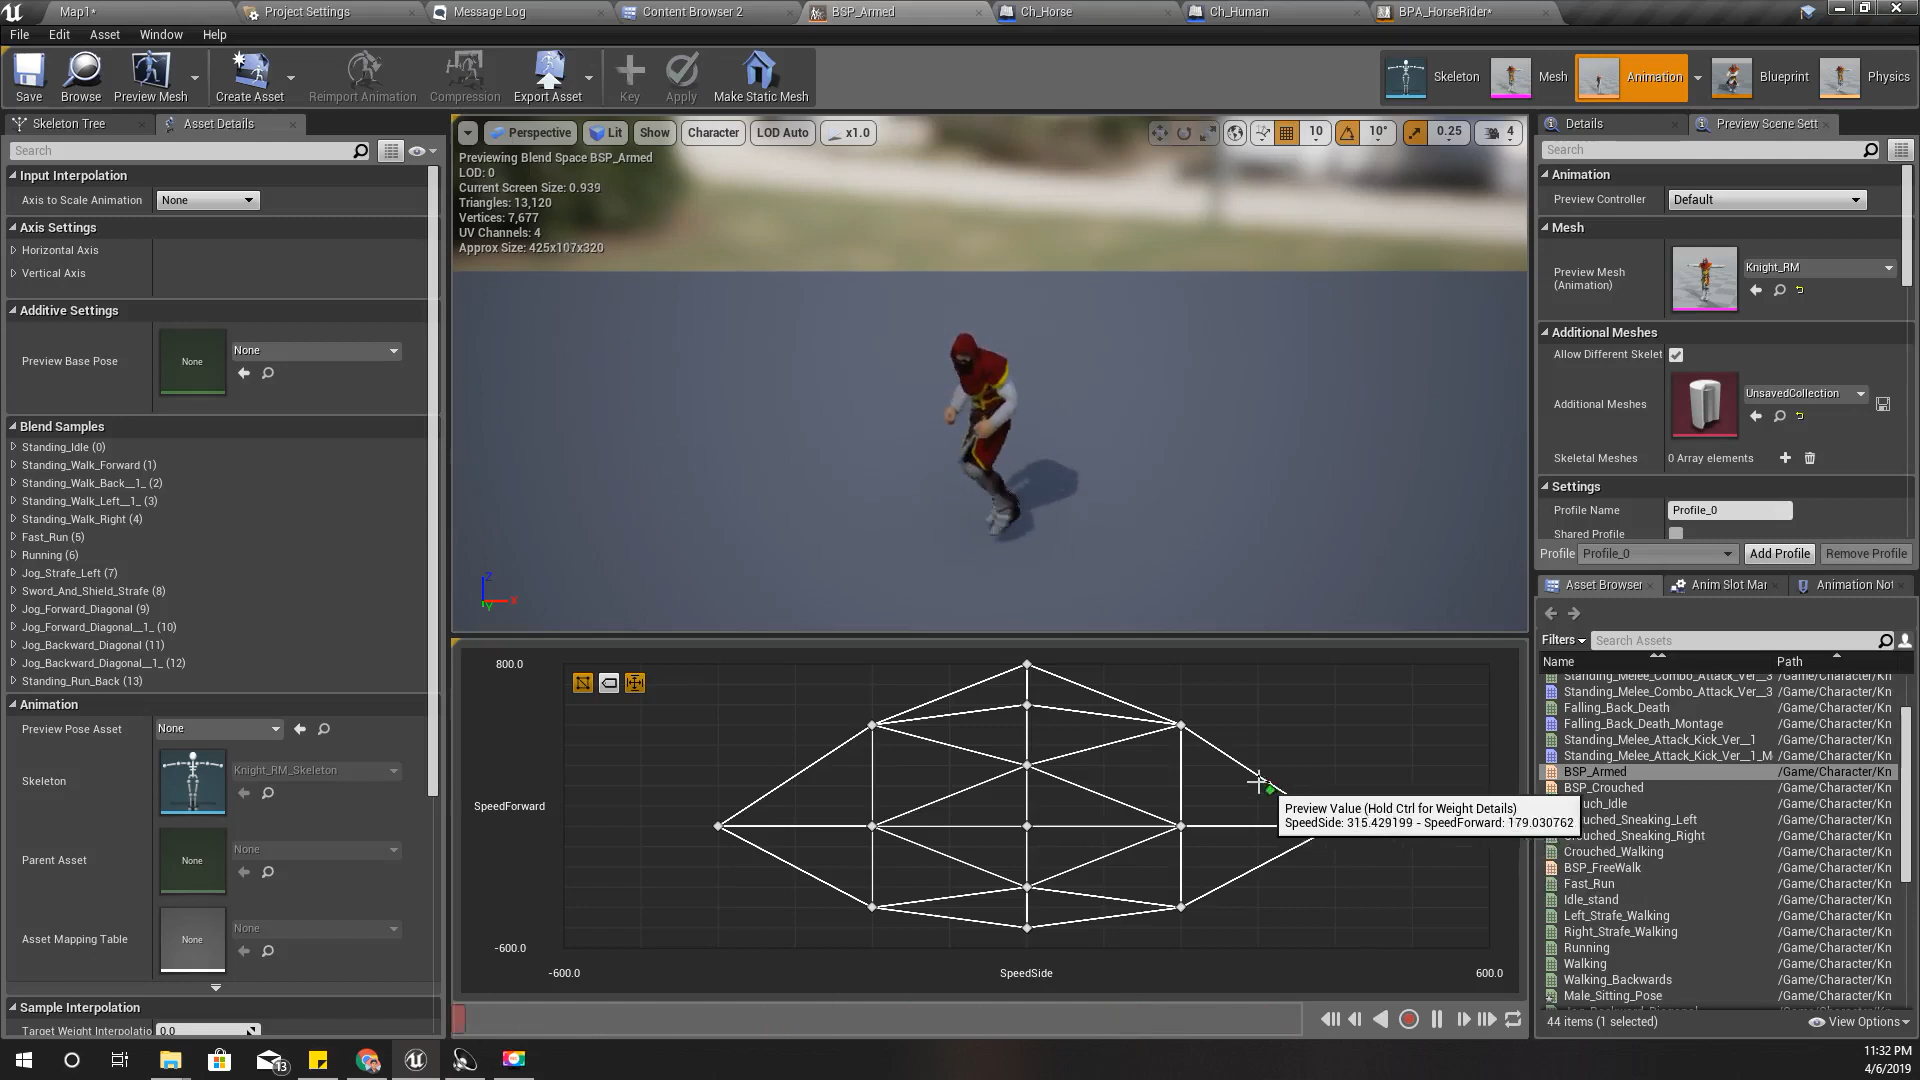 Map1*
Project Settings
Message Log
Content Browser 2
BSP_Armed
Ch_Horse
Ch_Human
BPA_HorseRider*
File Edit Asset Window Help
Save
Browse
Preview Mesh
Create Asset
Reimport Animation
Compression
Export Asset
Key
Apply
Make Static Mesh
Skeleton
Mesh
Animation
Blueprint
Physics
Skeleton Tree
Asset Details
Search
Input Interpolation
Axis to Scale Animation None
Axis Settings
Horizontal Axis
Vertical Axis
Additive Settings
Preview Base Pose
None
None
Blend Samples
Standing_Idle (0)
Standing_Walk_Forward (1)
Standing_Walk_Back__1_ (2)
Standing_Walk_Left__1_ (3)
Standing_Walk_Right (4)
Fast_Run (5)
Running (6)
Jog_Strafe_Left (7)
Sword_And_Shield_Strafe (8)
Jog_Forward_Diagonal (9)
Jog_Forward_Diagonal__1_ (10)
Jog_Backward_Diagonal (11)
Jog_Backward_Diagonal__1_ (12)
Standing_Run_Back (13)
Animation
Preview Pose Asset None
Skeleton
Knight_RM_Skeleton
Parent Asset
None
None
Asset Mapping Table
None
None
Sample Interpolation
Target Weight Interpolatio 0.0
Perspective
Lit
Show
Character
LOD Auto
x1.0
10
10°
0.25
4
Previewing Blend Space BSP_Armed
LOD: 0
Current Screen Size: 0.939
Triangles: 13,120
Vertices: 7,677
UV Channels: 4
Approx Size: 425x107x320
Z
X
Y
800.0
SpeedForward
-600.0
-600.0
SpeedSide
600.0
Preview Value (Hold Ctrl for Weight Details)
SpeedSide: 315.429199 - SpeedForward: 179.030762
Details
Preview Scene Sett
Search
Animation
Preview Controller Default
Mesh
Preview Mesh
(Animation)
Knight_RM
Additional Meshes
Allow Different Skelet
Additional Meshes
UnsavedCollection
Skeletal Meshes 0 Array elements
Settings
Profile Name Profile_0
Shared Profile
Profile Profile_0 Add Profile Remove Profile
Asset Browser
Anim Slot Mar
Animation Not
Filters
Search Assets
Name Path
Standing_Melee_Combo_Attack_Ver__3 /Game/Character/Kn
Standing_Melee_Combo_Attack_Ver__3 /Game/Character/Kn
Falling_Back_Death /Game/Character/Kn
Falling_Back_Death_Montage /Game/Character/Kn
Standing_Melee_Attack_Kick_Ver__1 /Game/Character/Kn
Standing_Melee_Attack_Kick_Ver__1_M /Game/Character/Kn
BSP_Armed /Game/Character/Kn
BSP_Crouched /Game/Character/Kn
ouch_Idle /Game/Character/Kn
ouched_Sneaking_Left /Game/Character/Kn
ouched_Sneaking_Right /Game/Character/Kn
Crouched_Walking /Game/Character/Kn
BSP_FreeWalk /Game/Character/Kn
Fast_Run /Game/Character/Kn
Idle_stand /Game/Character/Kn
Left_Strafe_Walking /Game/Character/Kn
Right_Strafe_Walking /Game/Character/Kn
Running /Game/Character/Kn
Walking /Game/Character/Kn
Walking_Backwards /Game/Character/Kn
Male_Sitting_Pose /Game/Character/Kn
44 items (1 selected)
View Options
13
11:32 PM
4/6/2019